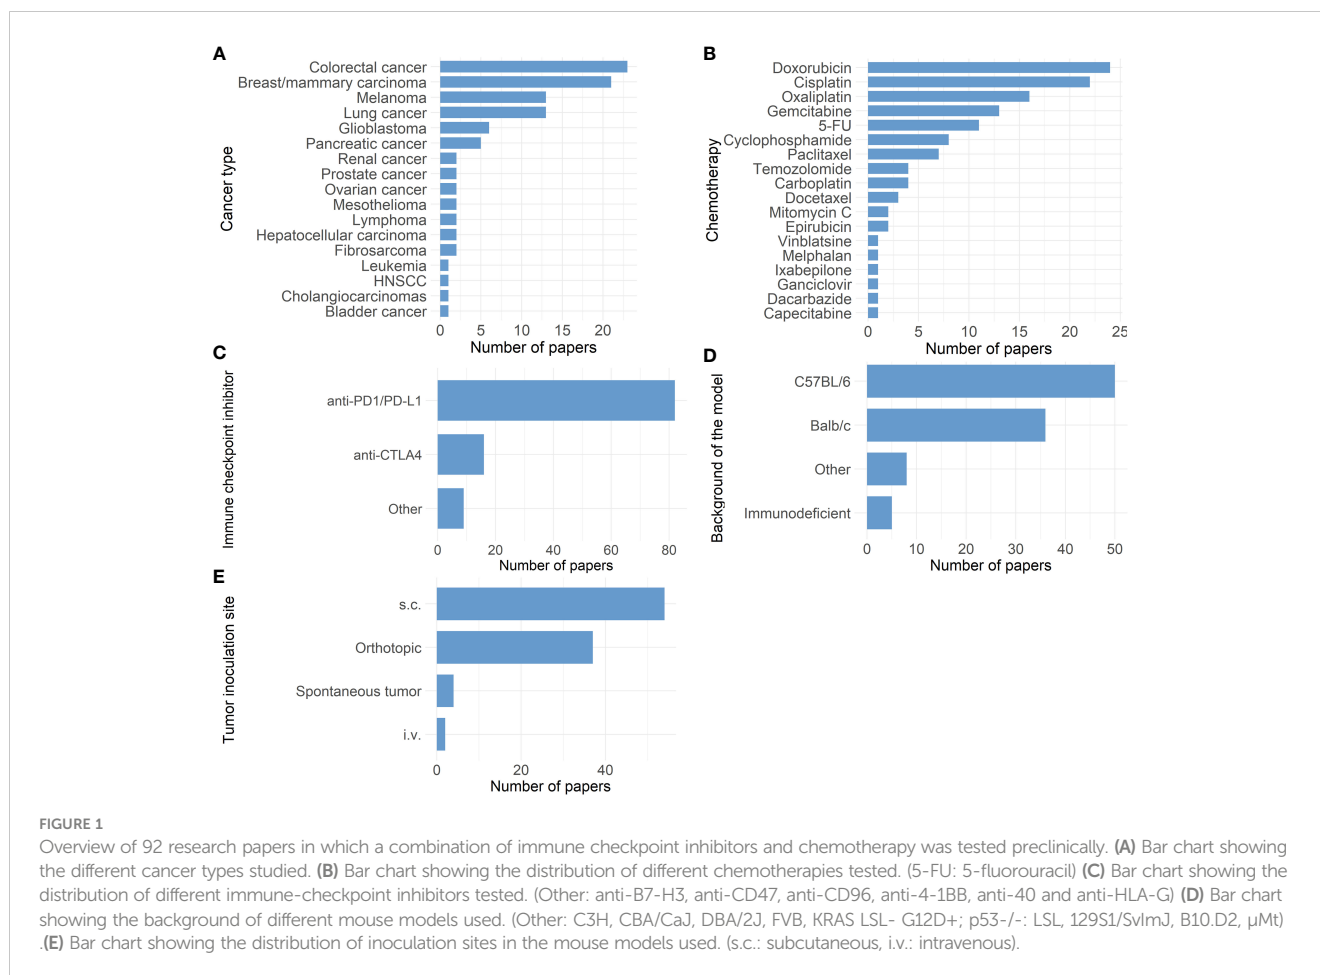 A
Cancer type
Colorectal cancer
Breast/mammary carcinoma
Melanoma
Lung cancer
Glioblastoma
Pancreatic cancer
Renal cancer
Prostate cancer
Ovarian cancer
Mesothelioma
Lymphoma
Hepatocellular carcinoma
Fibrosarcoma
Leukemia
HNSCC
Cholangiocarcinomas
Bladder cancer
0 5 10 15 20
Number of papers
B
Chemotherapy
Doxorubicin
Cisplatin
Oxaliplatin
Gemcitabine
5-FU
Cyclophosphamide
Paclitaxel
Temozolomide
Carboplatin
Docetaxel
Mitomycin C
Epirubicin
Vinblatsine
Melphalan
Ixabepilone
Ganciclovir
Dacarbazide
Capecitabine
0 5 10 15 20 25
Number of papers
C
Immune checkpoint inhibitor
anti-PD1/PD-L1
anti-CTLA4
Other
0 20 40 60 80
Number of papers
D
Background of the model
C57BL/6
Balb/c
Other
Immunodeficient
0 10 20 30 40 50
Number of papers
E
Tumor inoculation site
s.c.
Orthotopic
Spontaneous tumor
i.v.
0 20 40
Number of papers
FIGURE 1
Overview of 92 research papers in which a combination of immune checkpoint inhibitors and chemotherapy was tested preclinically. (A) Bar chart showing
the different cancer types studied. (B) Bar chart showing the distribution of different chemotherapies tested. (5-FU: 5-fluorouracil) (C) Bar chart showing the
distribution of different immune-checkpoint inhibitors tested. (Other: anti-B7-H3, anti-CD47, anti-CD96, anti-4-1BB, anti-40 and anti-HLA-G) (D) Bar chart
showing the background of different mouse models used. (Other: C3H, CBA/CaJ, DBA/2J, FVB, KRAS LSL- G12D+; p53-/-: LSL, 129S1/SvlmJ, B10.D2, µMt)
.(E) Bar chart showing the distribution of inoculation sites in the mouse models used. (s.c.: subcutaneous, i.v.: intravenous).